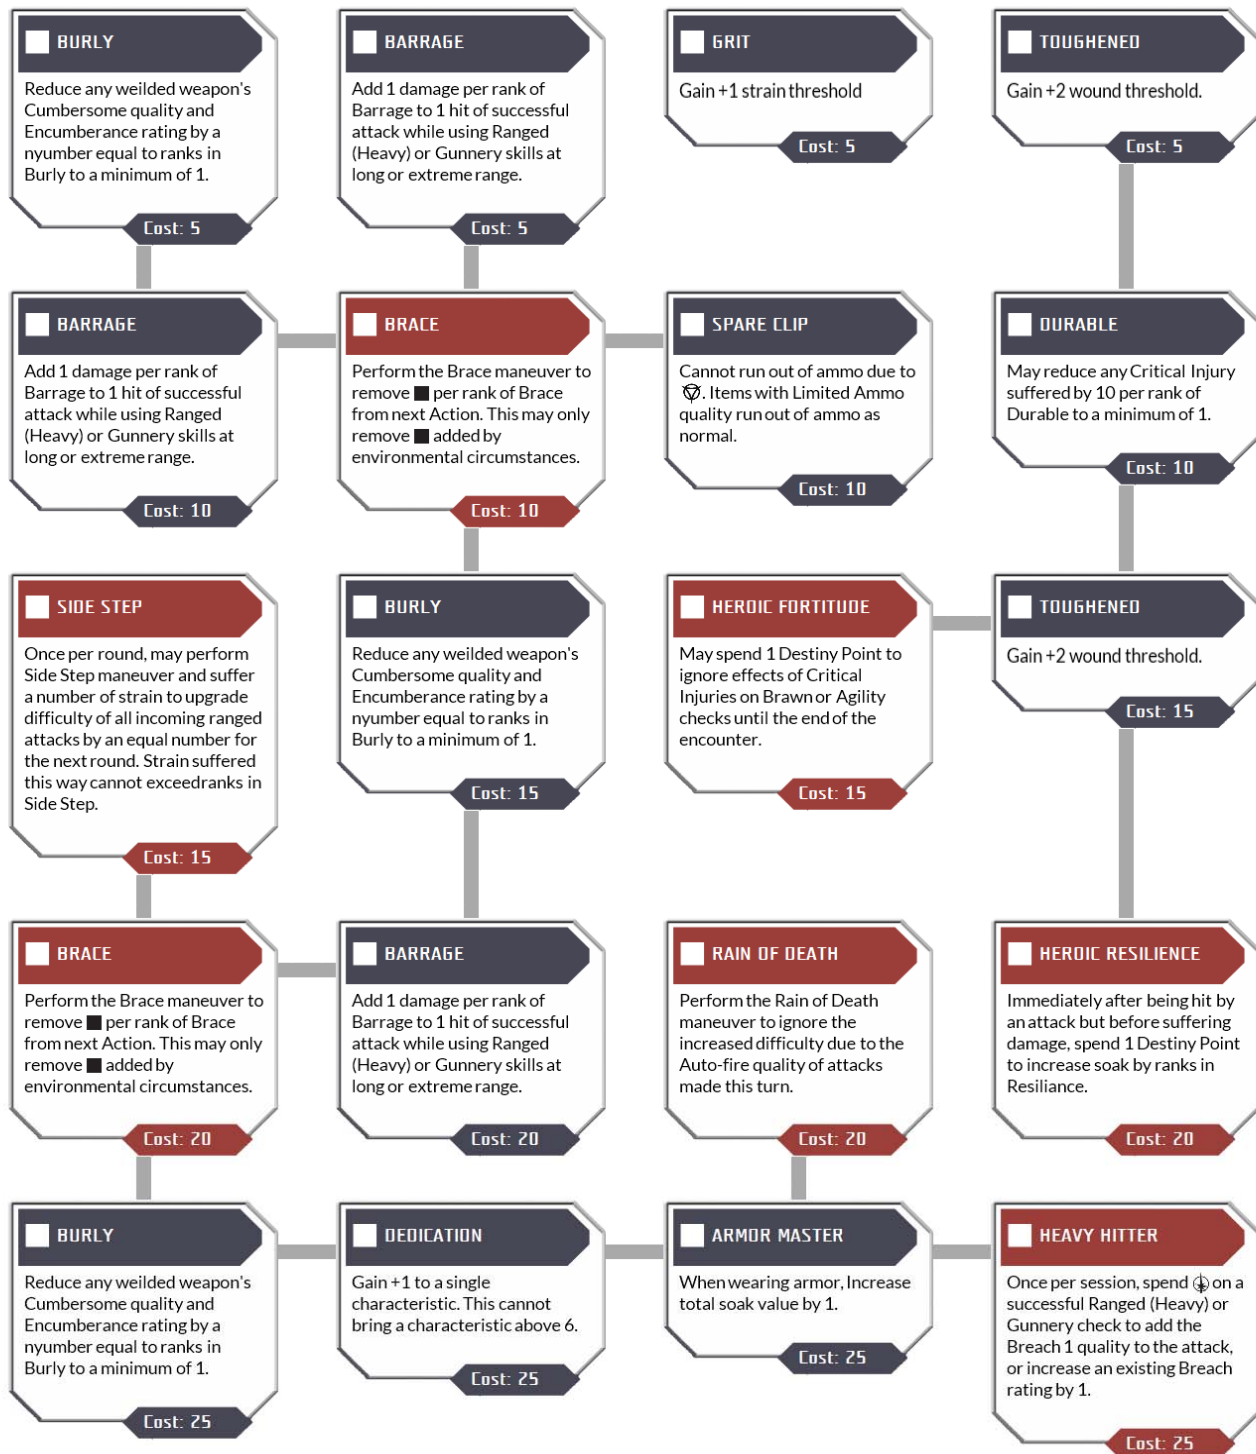 BURLY
Reduce any weilded weapon's
Cumbersome quality and
Encumberance rating by a
nyumber equal to ranks in
Burly to a minimum of 1.
Cost: 5
BARRAGE
Add 1 damage per rank of
Barrage to 1 hit of successful
attack while using Ranged
(Heavy) or Gunnery skills at
long or extreme range.
Cost: 5
GRIT
Gain +1 strain threshold
Cost: 5
TOUGHENED
Gain +2 wound threshold.
Cost: 5
BARRAGE
Add 1 damage per rank of
Barrage to 1 hit of successful
attack while using Ranged
(Heavy) or Gunnery skills at
long or extreme range.
Cost: 10
BRACE
Perform the Brace maneuver to
remove ■ per rank of Brace
from next Action. This may only
remove ■ added by
environmental circumstances.
Cost: 10
SPARE CLIP
Cannot run out of ammo due to
. Items with Limited Ammo
quality run out of ammo as
normal.
Cost: 10
DURABLE
May reduce any Critical Injury
suffered by 10 per rank of
Durable to a minimum of 1.
Cost: 10
SIDE STEP
Once per round, may perform
Side Step maneuver and suffer
a number of strain to upgrade
difficulty of all incoming ranged
attacks by an equal number for
the next round. Strain suffered
this way cannot exceedranks in
Side Step.
Cost: 15
BURLY
Reduce any weilded weapon's
Cumbersome quality and
Encumberance rating by a
nyumber equal to ranks in
Burly to a minimum of 1.
Cost: 15
HEROIC FORTITUDE
May spend 1 Destiny Point to
ignore effects of Critical
Injuries on Brawn or Agility
checks until the end of the
encounter.
Cost: 15
TOUGHENED
Gain +2 wound threshold.
Cost: 15
BRACE
Perform the Brace maneuver to
remove ■ per rank of Brace
from next Action. This may only
remove ■ added by
environmental circumstances.
Cost: 20
BARRAGE
Add 1 damage per rank of
Barrage to 1 hit of successful
attack while using Ranged
(Heavy) or Gunnery skills at
long or extreme range.
Cost: 20
RAIN OF DEATH
Perform the Rain of Death
maneuver to ignore the
increased difficulty due to the
Auto-fire quality of attacks
made this turn.
Cost: 20
HEROIC RESILIENCE
Immediately after being hit by
an attack but before suffering
damage, spend 1 Destiny Point
to increase soak by ranks in
Resiliance.
Cost: 20
BURLY
Reduce any weilded weapon's
Cumbersome quality and
Encumberance rating by a
nyumber equal to ranks in
Burly to a minimum of 1.
Cost: 25
DEDICATION
Gain +1 to a single
characteristic. This cannot
bring a characteristic above 6.
Cost: 25
ARMOR MASTER
When wearing armor, Increase
total soak value by 1.
Cost: 25
HEAVY HITTER
Once per session, spend on a
successful Ranged (Heavy) or
Gunnery check to add the
Breach 1 quality to the attack,
or increase an existing Breach
rating by 1.
Cost: 25